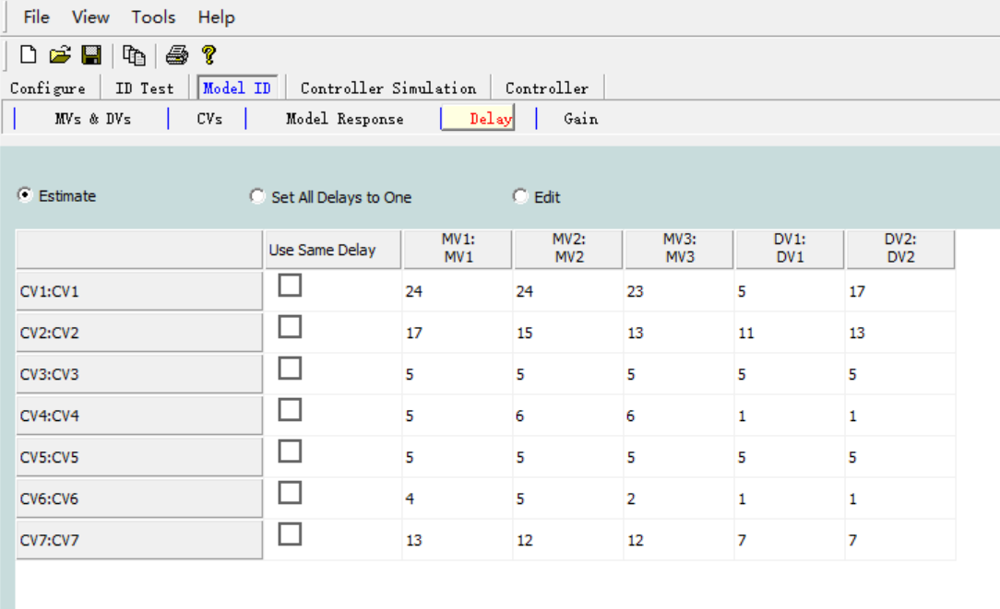 File View Tools Help
Configure ID Test Model ID Controller Simulation Controller
MVs & DVs CVs Model Response Delay Gain
Estimate Set All Delays to One Edit
Use Same Delay MV1: MV1 MV2: MV2 MV3: MV3 DV1: DV1 DV2: DV2
CV1:CV1 24 24 23 5 17
CV2:CV2 17 15 13 11 13
CV3:CV3 5 5 5 5 5
CV4:CV4 5 6 6 1 1
CV5:CV5 5 5 5 5 5
CV6:CV6 4 5 2 1 1
CV7:CV7 13 12 12 7 7